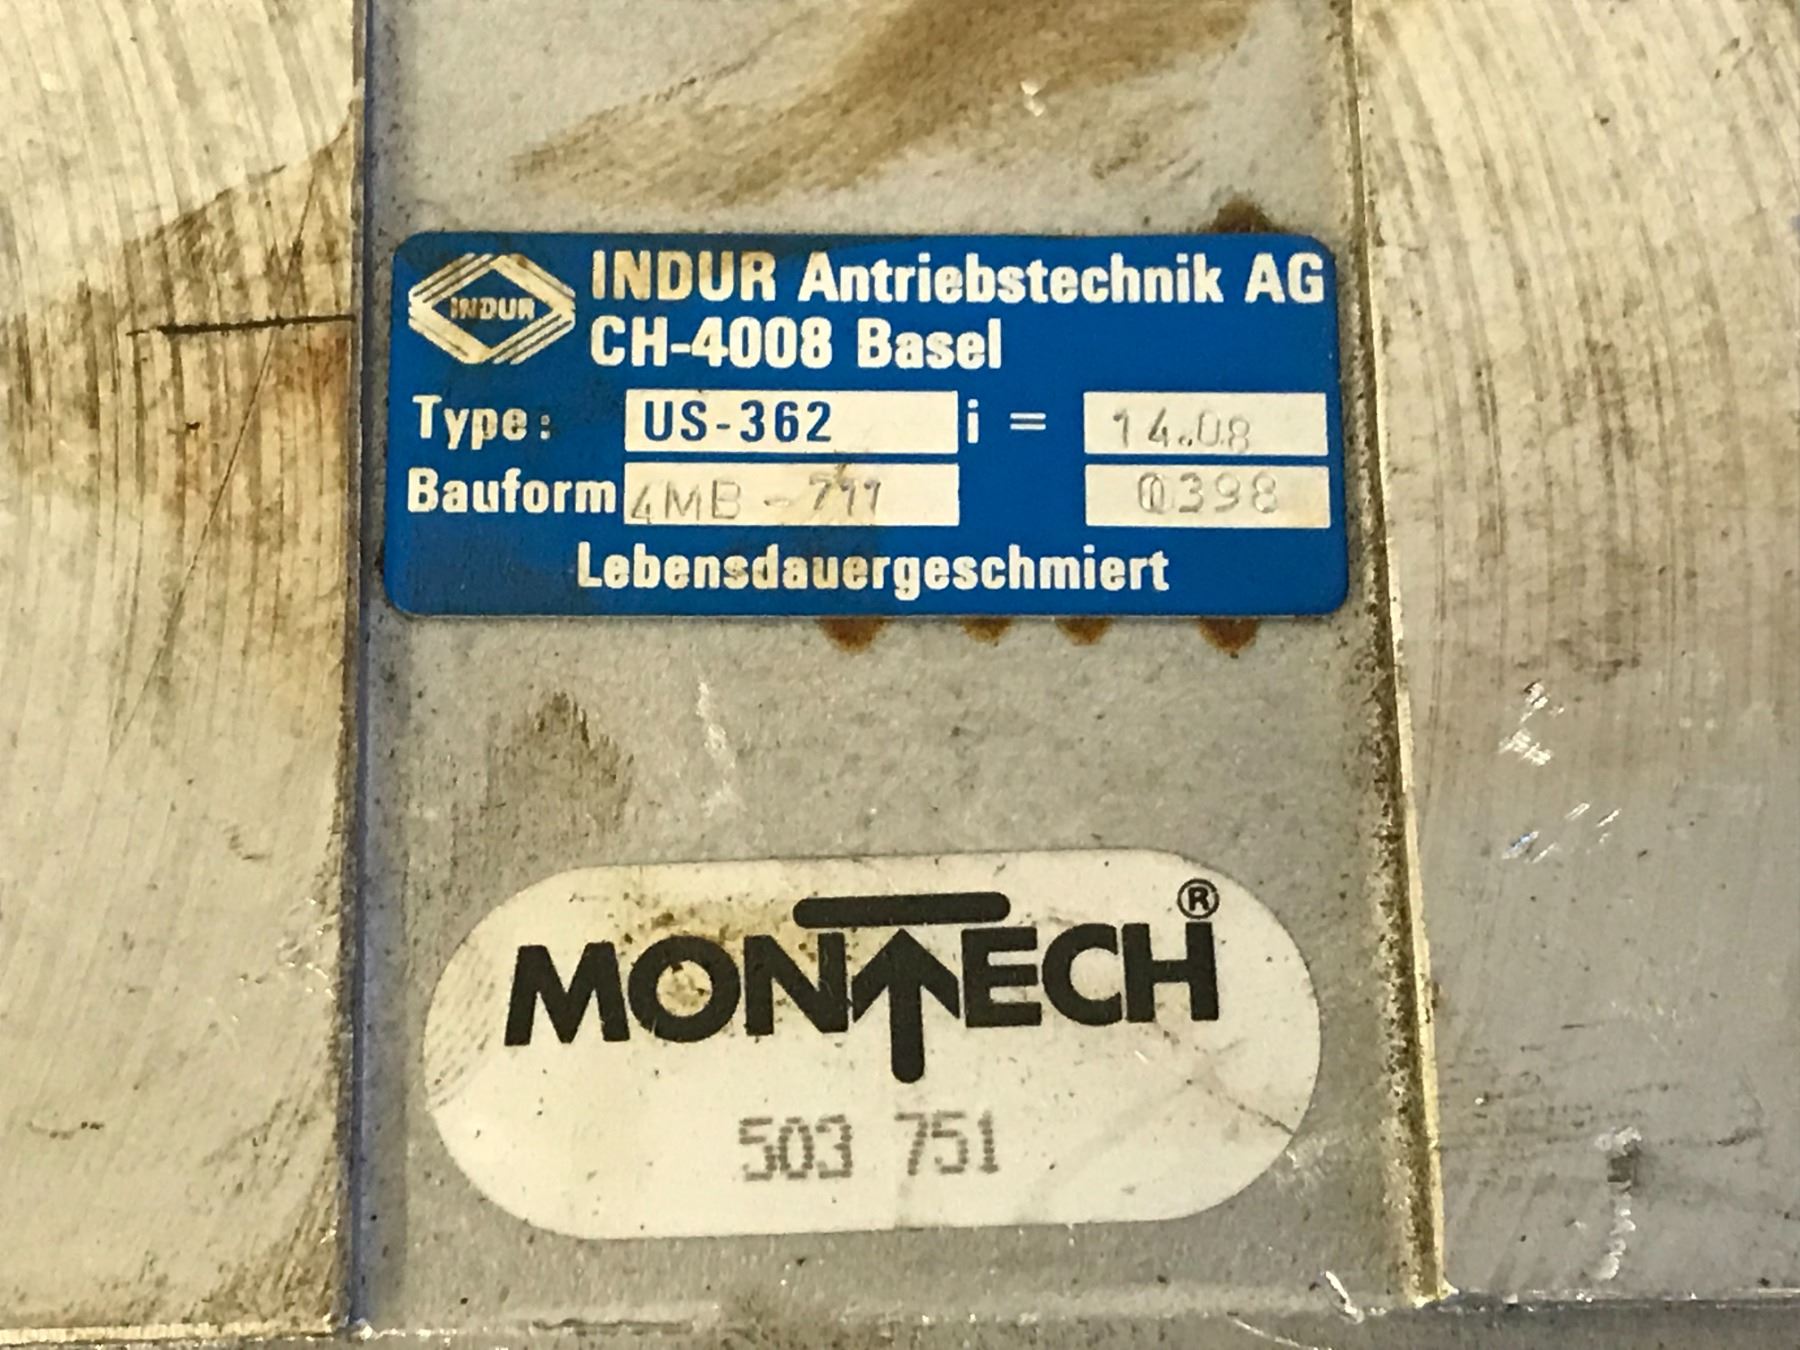 INDUR
INDUR Antriebstechnik AG
CH-4008 Basel
Type: US-362 i = 14.08
Bauform 4MB-711 0398
Lebensdauergeschmiert
MONTECH®
503 751